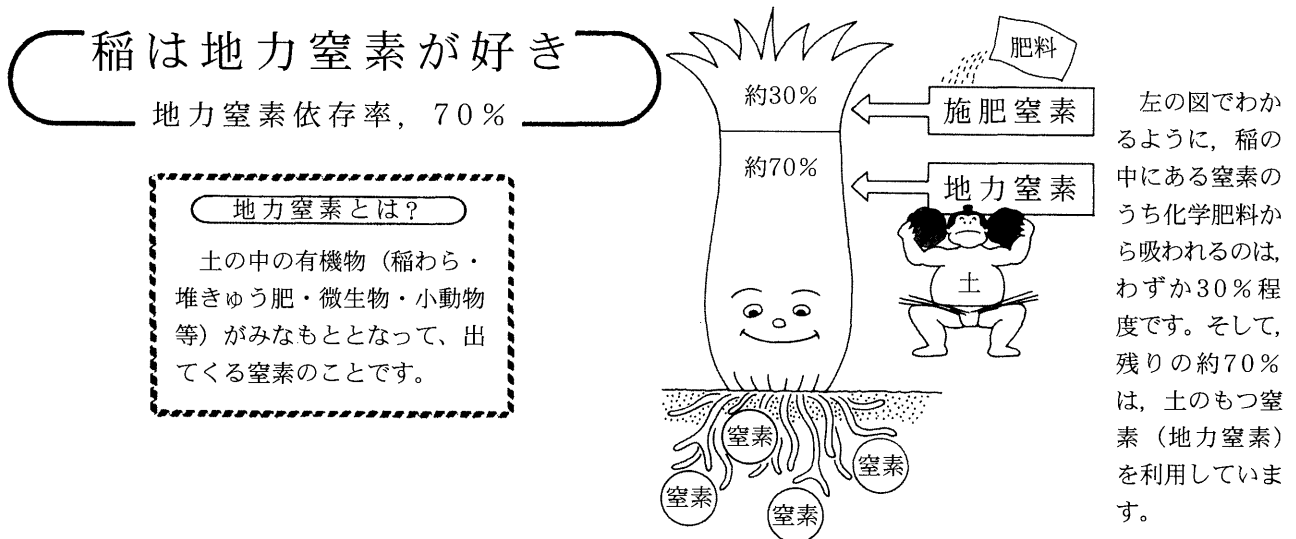 稲は地力窒素が好き
地力窒素依存率，70％
地力窒素とは？
土の中の有機物（稲わら・
堆きゅう肥・微生物・小動物
等）がみなもととなって、出
てくる窒素のことです。
肥料
約30％
施肥窒素
約70％
地力窒素
土
窒素
窒素
窒素
窒素
左の図でわか
るように，稲の
中にある窒素の
うち化学肥料か
ら吸われるのは，
わずか30％程
度です。そして，
残りの約70％
は，土のもつ窒
素（地力窒素）
を利用していま
す。